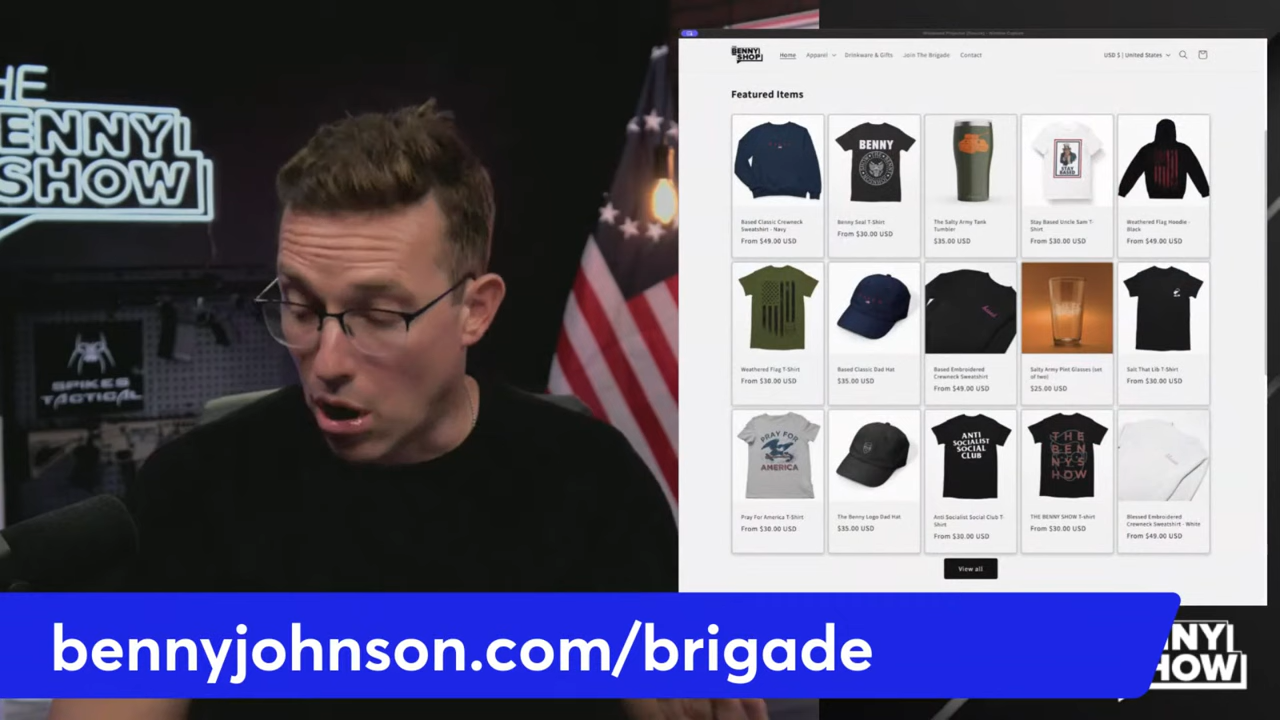 THE
BENNY
SHOW
SPIKES
TACTICAL
THE
BENNY
SHOP
Home
Apparel
Drinkware & Gifts
Join The Brigade
Contact
USD $ | United States
Featured Items
Based Classic Crewneck
Sweatshirt - Navy
From $49.00 USD
BENNY
Benny Seal T-Shirt
From $30.00 USD
The Salty Army Tank
Tumbler
$35.00 USD
STAY
BASED
Stay Based Uncle Sam T-
Shirt
From $30.00 USD
Weathered Flag Hoodie -
Black
From $49.00 USD
Weathered Flag T-Shirt
From $30.00 USD
Based Classic Dad Hat
$35.00 USD
Based Embroidered
Crewneck Sweatshirt
From $49.00 USD
Salty Army Pint Glasses (set
of two)
$25.00 USD
Salt That Lib T-Shirt
From $30.00 USD
PRAY FOR
AMERICA
Pray For America T-Shirt
From $30.00 USD
The Benny Logo Dad Hat
$35.00 USD
ANTI
SOCIALIST
SOCIAL
CLUB
Anti Socialist Social Club T-
Shirt
From $30.00 USD
THE
BEN
NYS
HOW
THE BENNY SHOW T-shirt
From $30.00 USD
Blessed Embroidered
Crewneck Sweatshirt - White
From $49.00 USD
View all
bennyjohnson.com/brigade
NNY
HOW